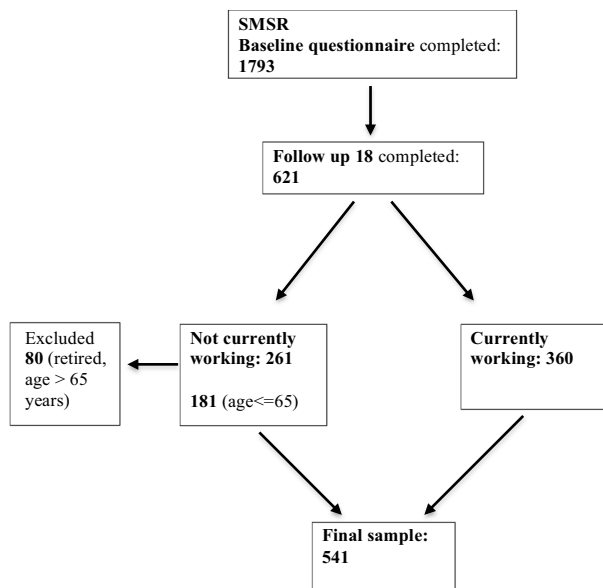 SMSR
Baseline questionnaire completed:
1793
Follow up 18 completed:
621
Excluded
80 (retired,
age > 65
years)
Not currently
working: 261
181 (age<=65)
Currently
working: 360
Final sample:
541